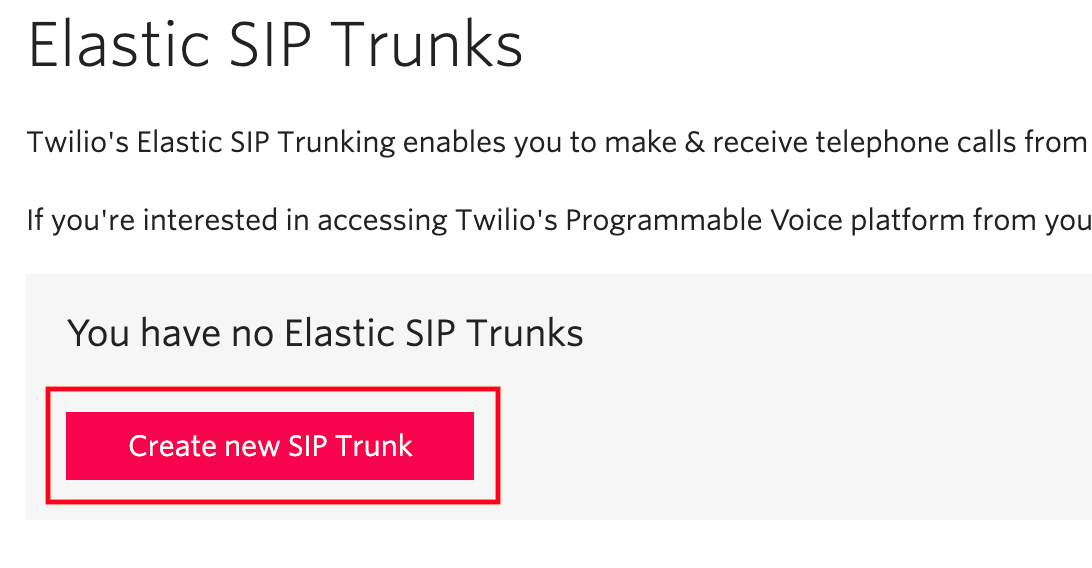 Elastic SIP Trunks
Twilio's Elastic SIP Trunking enables you to make & receive telephone calls from
If you're interested in accessing Twilio's Programmable Voice platform from you
You have no Elastic SIP Trunks
Create new SIP Trunk